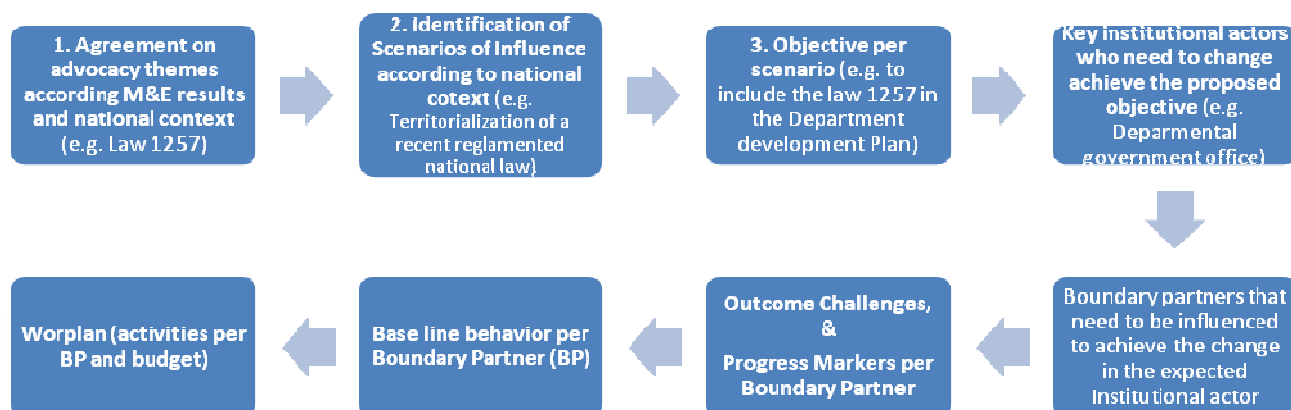 1. Agreement on
advocacy themes
according M&E results
and national context
(e.g. Law 1257)
2. Identification of
Scenarios of Influence
according to national
cotext (e.g.
Territorialization of a
recent reglamented
national law)
3. Objective per
scenario (e.g. to
include the law 1257 in
the Department
development Plan)
Key institutional actors
who need to change
achieve the proposed
objective (e.g.
Deparmental
government office)
Boundary partners that
need to be influenced
to achieve the change
in the expected
Institutional actor
Outcome Challenges,
&
Progress Markers per
Boundary Partner
Base line behavior per
Boundary Partner (BP)
Worplan (activities per
BP and budget)